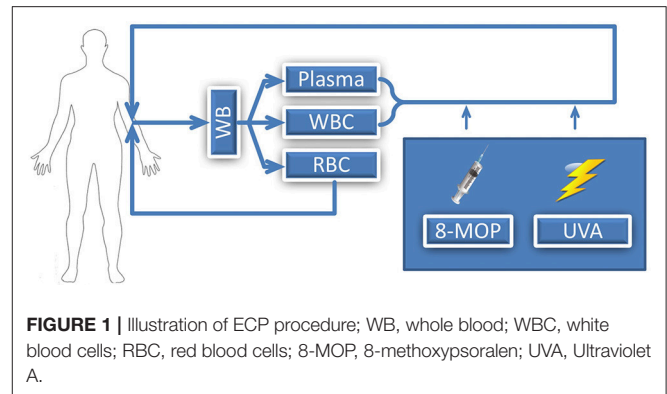 Plasma
WB
WBC
RBC
8-MOP
UVA
FIGURE 1 | Illustration of ECP procedure; WB, whole blood; WBC, white
blood cells; RBC, red blood cells; 8-MOP, 8-methoxypsoralen; UVA, Ultraviolet
A.